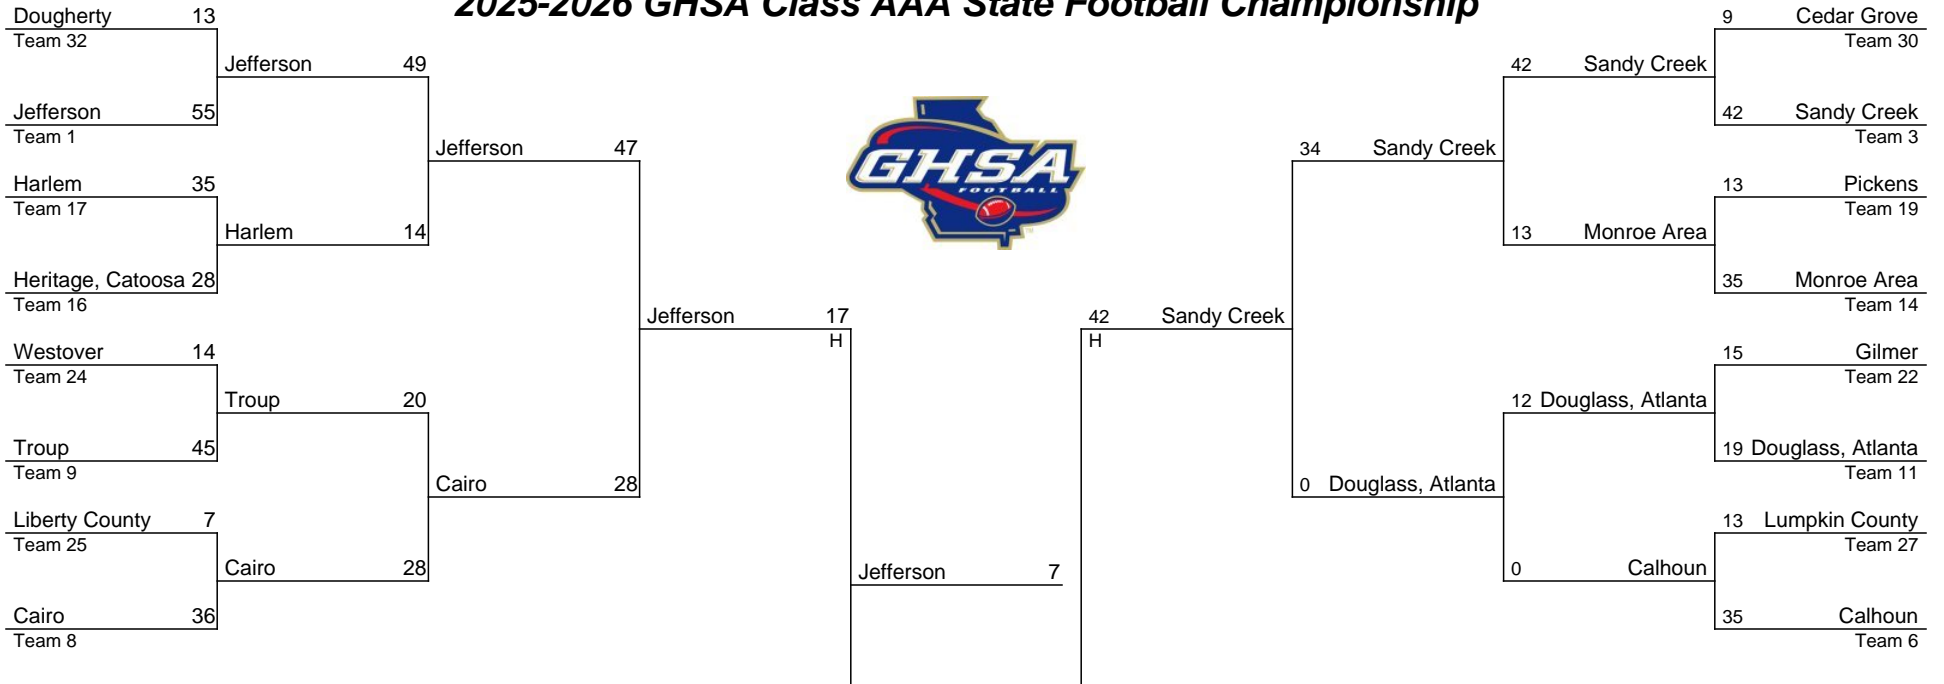 2025-2026 GHSA Class AAA State Football Championship
Dougherty 13
Team 32
Jefferson 49
Jefferson 55
Team 1
Jefferson 47
Harlem 35
Team 17
Harlem 14
Heritage, Catoosa 28
Team 16
Jefferson 17
H
Westover 14
Team 24
Troup 20
Troup 45
Team 9
Cairo 28
Liberty County 7
Team 25
Cairo 28
Cairo 36
Team 8
Jefferson 7
GHSA
FOOTBALL
TM
9 Cedar Grove
Team 30
42 Sandy Creek
42 Sandy Creek
Team 3
34 Sandy Creek
13 Pickens
Team 19
13 Monroe Area
35 Monroe Area
Team 14
42 Sandy Creek
H
15 Gilmer
Team 22
12 Douglass, Atlanta
19 Douglass, Atlanta
Team 11
0 Douglass, Atlanta
13 Lumpkin County
Team 27
0 Calhoun
35 Calhoun
Team 6